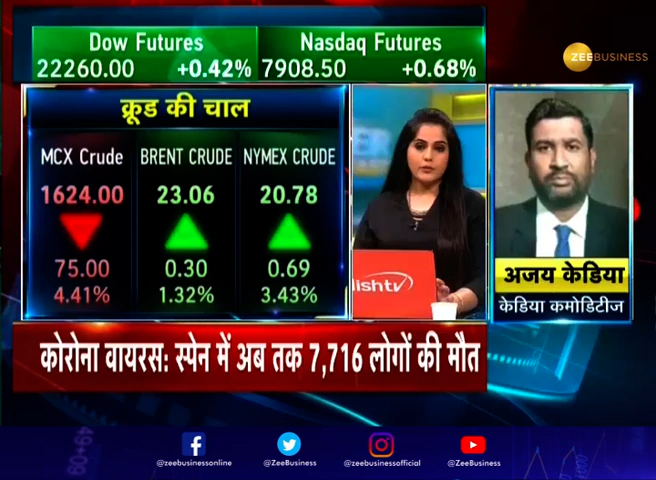 Dow Futures
22260.00 +0.42%
Nasdaq Futures
7908.50 +0.68%
ZEEBUSINESS
क्रूड की चाल
MCX Crude BRENT CRUDE NYMEX CRUDE
1624.00 23.06 20.78
75.00 0.30 0.69
4.41% 1.32% 3.43%
dishtv
अजय केडिया
केडिया कमोडिटीज
कोरोना वायरस: स्पेन में अब तक 7,716 लोगों की मौत
@zeebusinessonline @ZeeBusiness @zeebusinessofficial @ZeeBusiness